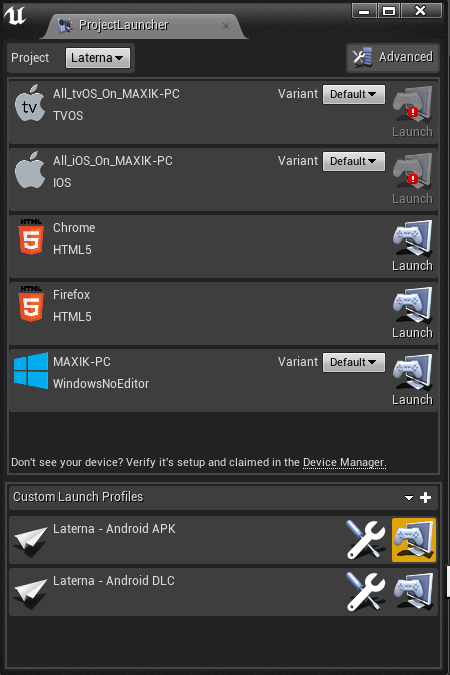 ProjectLauncher
Project Laterna Advanced
tv
All_tvOS_On_MAXIK-PC Variant Default
TVOS
Launch
All_iOS_On_MAXIK-PC Variant Default
IOS
Launch
HTML
5
Chrome
HTML5
Launch
HTML
5
Firefox
HTML5
Launch
MAXIK-PC Variant Default
WindowsNoEditor
Launch
Don't see your device? Verify it's setup and claimed in the Device Manager.
Custom Launch Profiles
Laterna - Android APK
Laterna - Android DLC